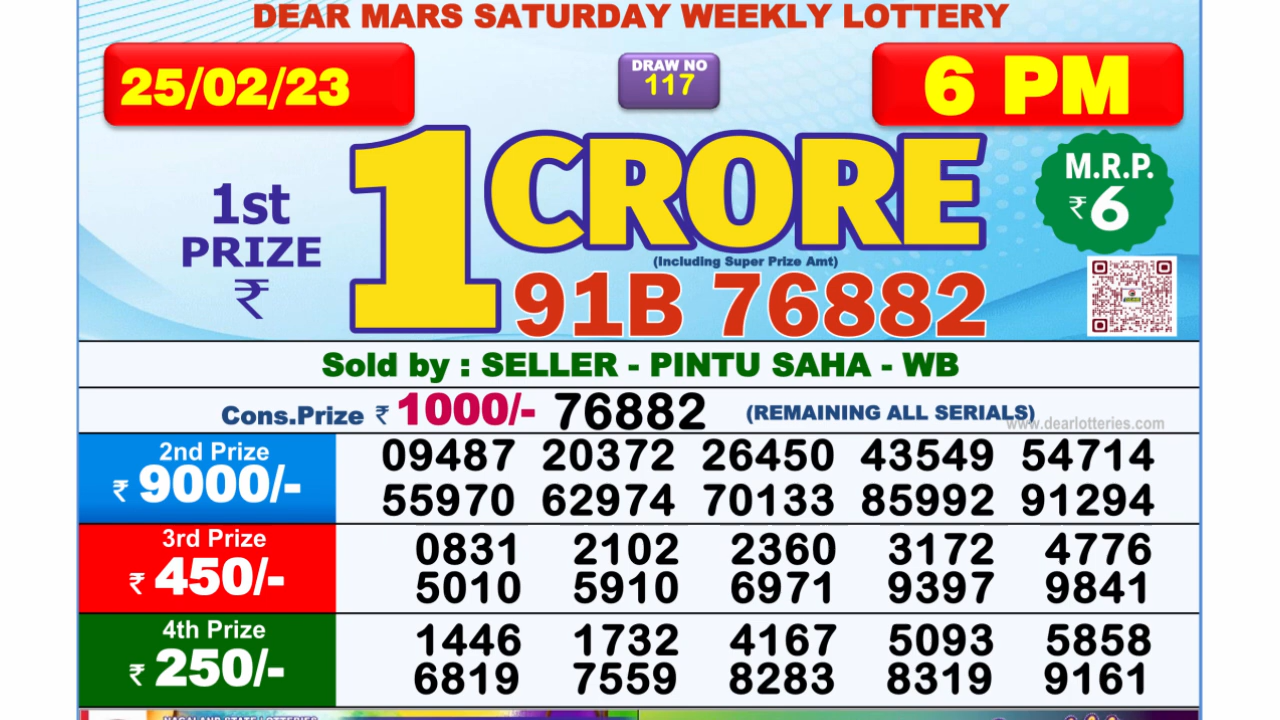 DEAR MARS SATURDAY WEEKLY LOTTERY
25/02/23
DRAW NO
117
6 PM
1st
PRIZE
₹
1 CRORE
(Including Super Prize Amt)
91B 76882
M.R.P.
₹6
Sold by : SELLER - PINTU SAHA - WB
Cons.Prize ₹ 1000/- 76882 (REMAINING ALL SERIALS)
www.dearlotteries.com
2nd Prize
₹ 9000/-
09487 20372 26450 43549 54714
55970 62974 70133 85992 91294
3rd Prize
₹ 450/-
0831 2102 2360 3172 4776
5010 5910 6971 9397 9841
4th Prize
₹ 250/-
1446 1732 4167 5093 5858
6819 7559 8283 8319 9161
NAGALAND STATE LOTTERIES